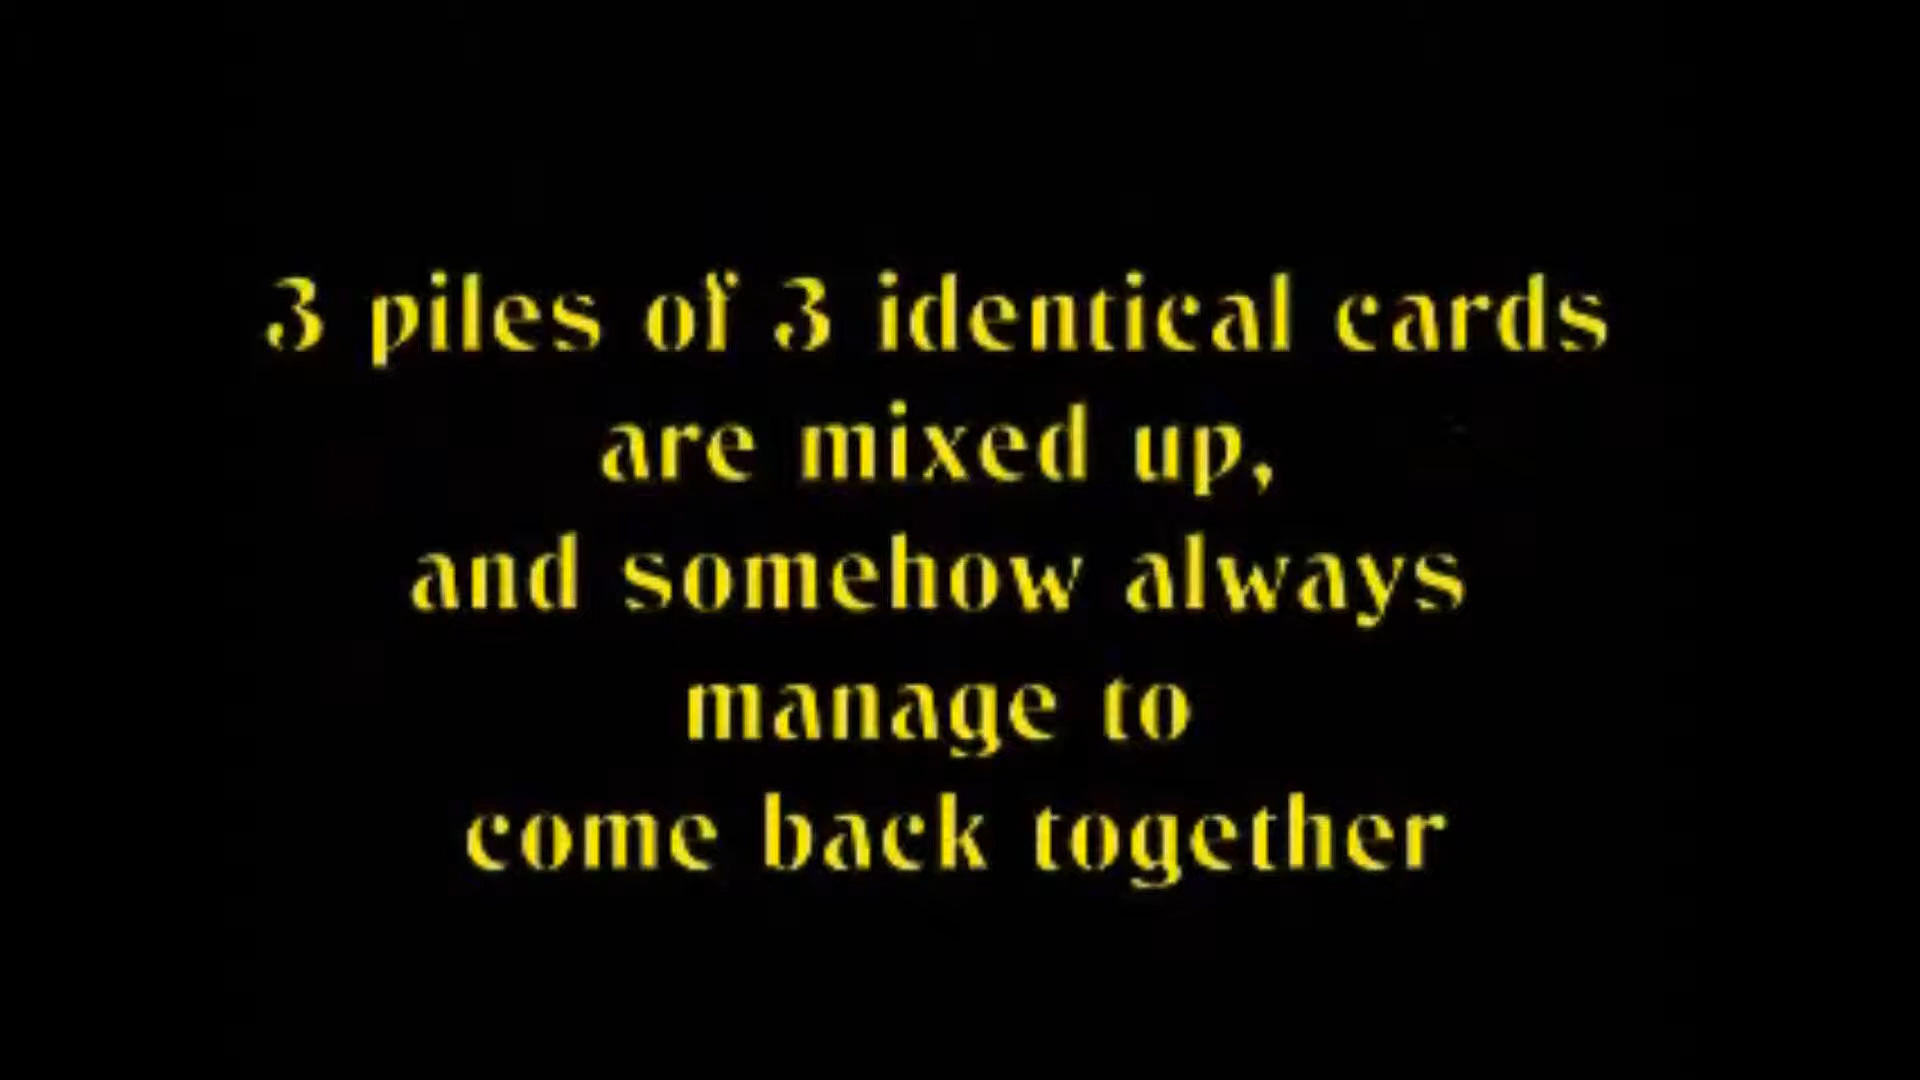 3 piles of 3 identical cards
are mixed up,
and somehow always
manage to
come back together